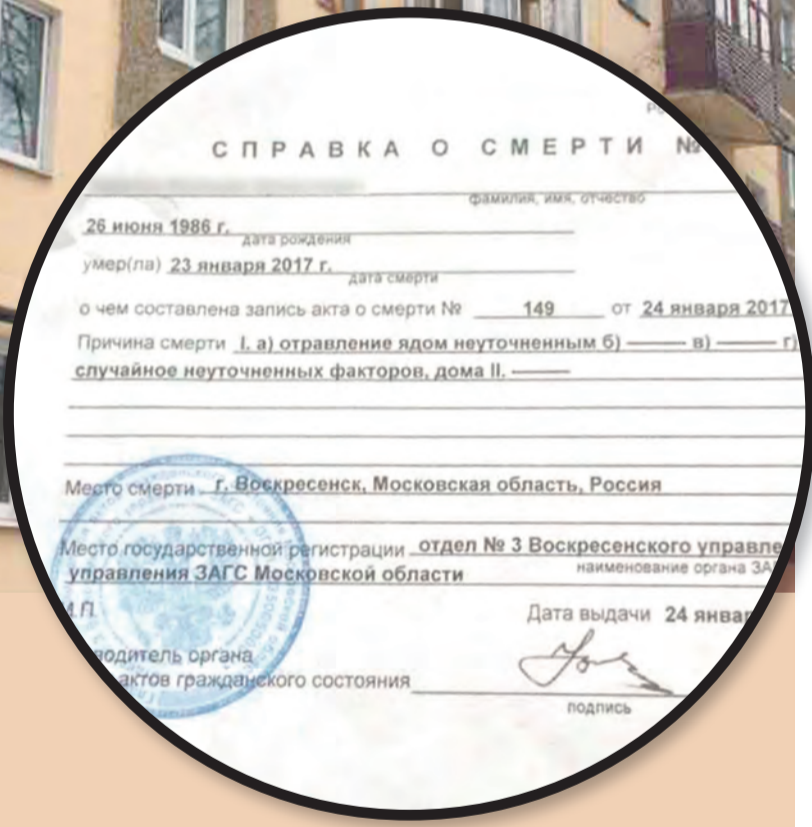 СПРАВКА О СМЕРТИ №
фамилия, имя, отчество
26 июня 1986 г.
дата рождения
умер(ла) 23 января 2017 г.
дата смерти
о чем составлена запись акта о смерти № 149 от 24 января 2017
Причина смерти I. а) отравление ядом неуточненным б) —— в) —— г)
случайное неуточненных факторов, дома II. ——
Место смерти г. Воскресенск, Московская область, Россия
Место государственной регистрации отдел № 3 Воскресенского управле
управления ЗАГС Московской области
наименование органа ЗАГ
М.П.
Дата выдачи 24 январ
водитель органа
актов гражданского состояния
подпись